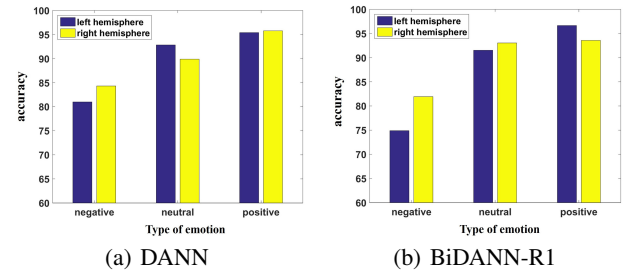 100
95
90
85
80
75
70
65
60
accuracy
left hemisphere
right hemisphere
negative neutral positive
Type of emotion
(a) DANN
100
95
90
85
80
75
70
65
60
accuracy
left hemisphere
right hemisphere
negative neutral positive
Type of emotion
(b) BiDANN-R1